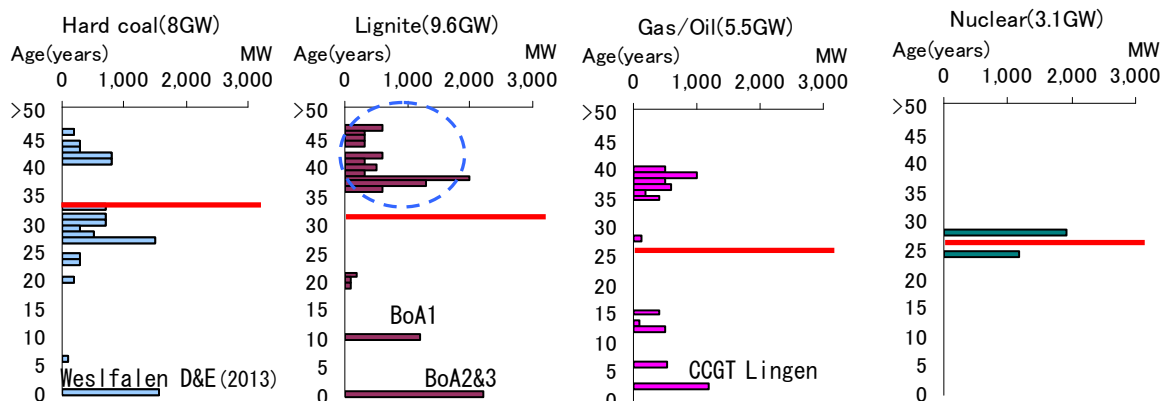 Hard coal(8GW)
Age(years) MW
0 1,000 2,000 3,000
>50
45
40
35
30
25
20
15
10
5
0
Weslfalen D&E(2013)
Lignite(9.6GW)
Age(years) MW
0 1,000 2,000 3,000
>50
45
40
35
30
25
20
15
10
5
0
BoA1
BoA2&3
Gas/Oil(5.5GW)
Age(years) MW
0 1,000 2,000 3,000
>50
45
40
35
30
25
20
15
10
5
0
CCGT Lingen
Nuclear(3.1GW)
Age(years) MW
0 1,000 2,000 3,000
>50
45
40
35
30
25
20
15
10
5
0